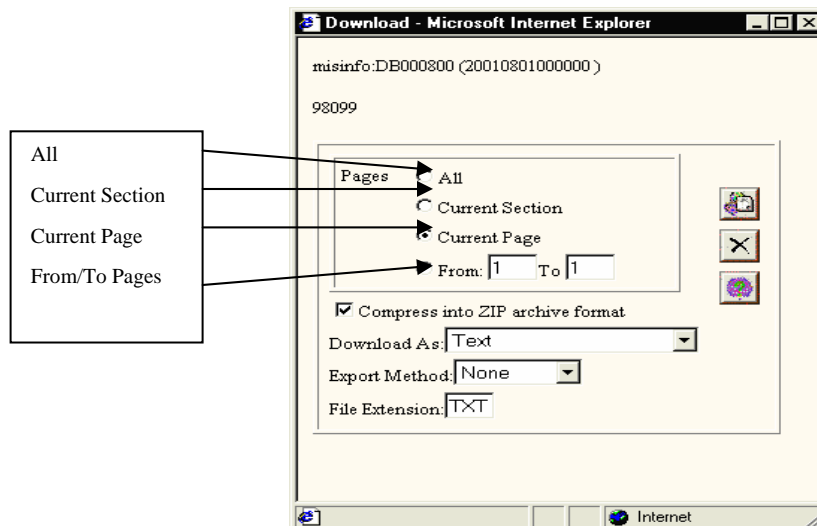 Download - Microsoft Internet Explorer
misinfo:DB000800 (20010801000000 )
98099
All
Current Section
Current Page
From/To Pages
Pages All
Current Section
Current Page
From: 1 To 1
Compress into ZIP archive format
Download As: Text
Export Method: None
File Extension: TXT
Internet